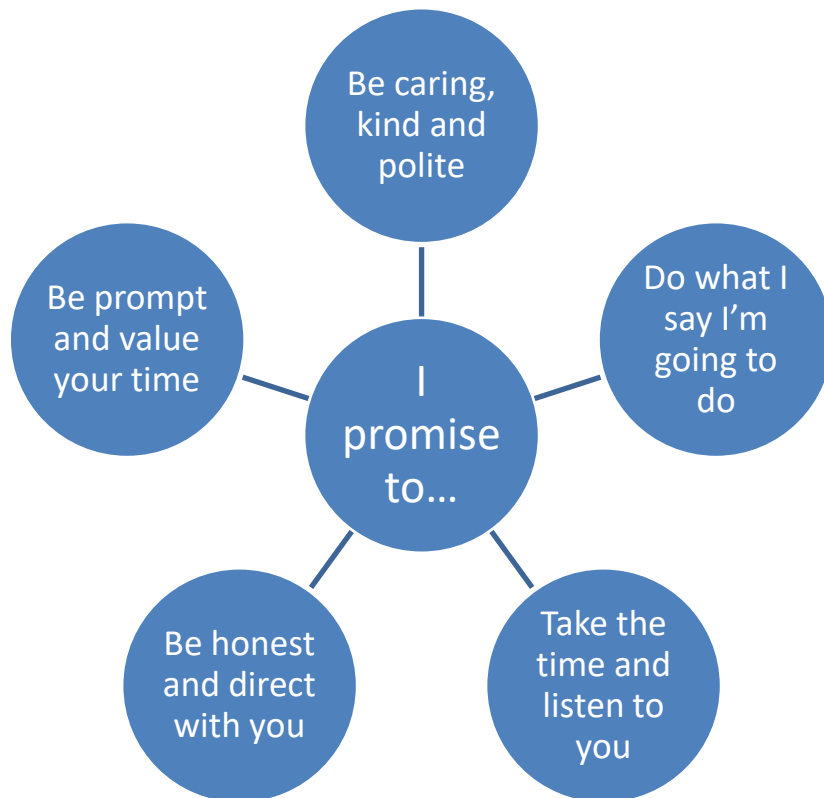 Be caring,
kind and
polite
Do what I
say I’m
going to
do
Take the
time and
listen to
you
Be honest
and direct
with you
Be prompt
and value
your time
I
promise
to…